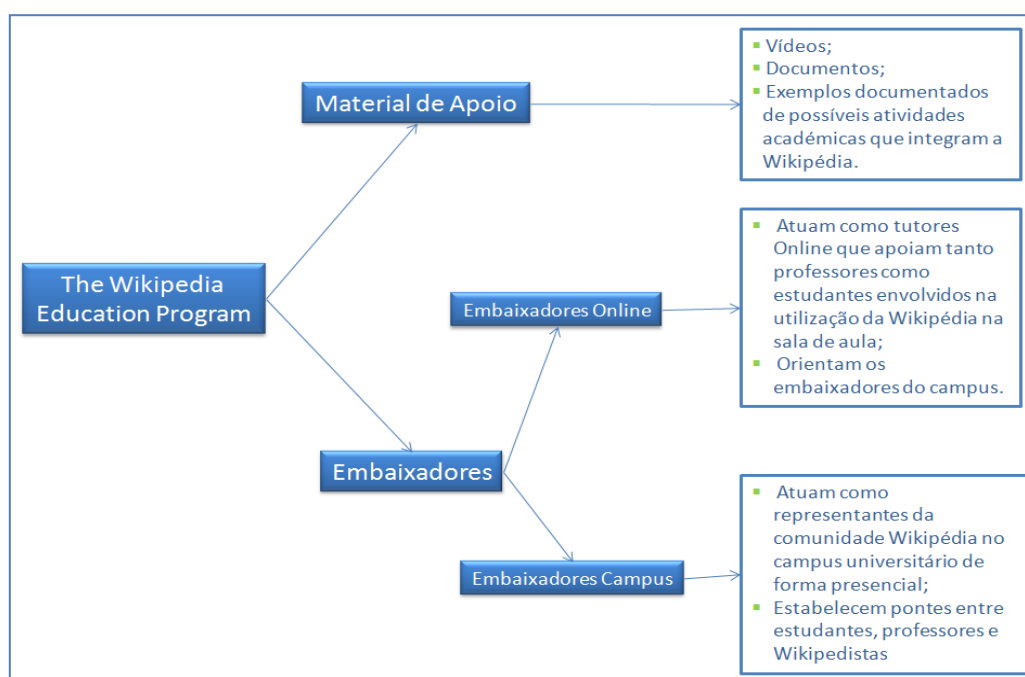 Material de Apoio
▪ Vídeos;
▪ Documentos;
▪ Exemplos documentados
de possíveis atividades
académicas que integram a
Wikipédia.
The Wikipedia
Education Program
Embaixadores Online
▪ Atuam como tutores
Online que apoiam tanto
professores como
estudantes envolvidos na
utilização da Wikipédia na
sala de aula;
▪ Orientam os
embaixadores do campus.
Embaixadores
Embaixadores Campus
▪ Atuam como
representantes da
comunidade Wikipédia no
campus universitário de
forma presencial;
▪ Estabelecem pontes entre
estudantes, professores e
Wikipedistas